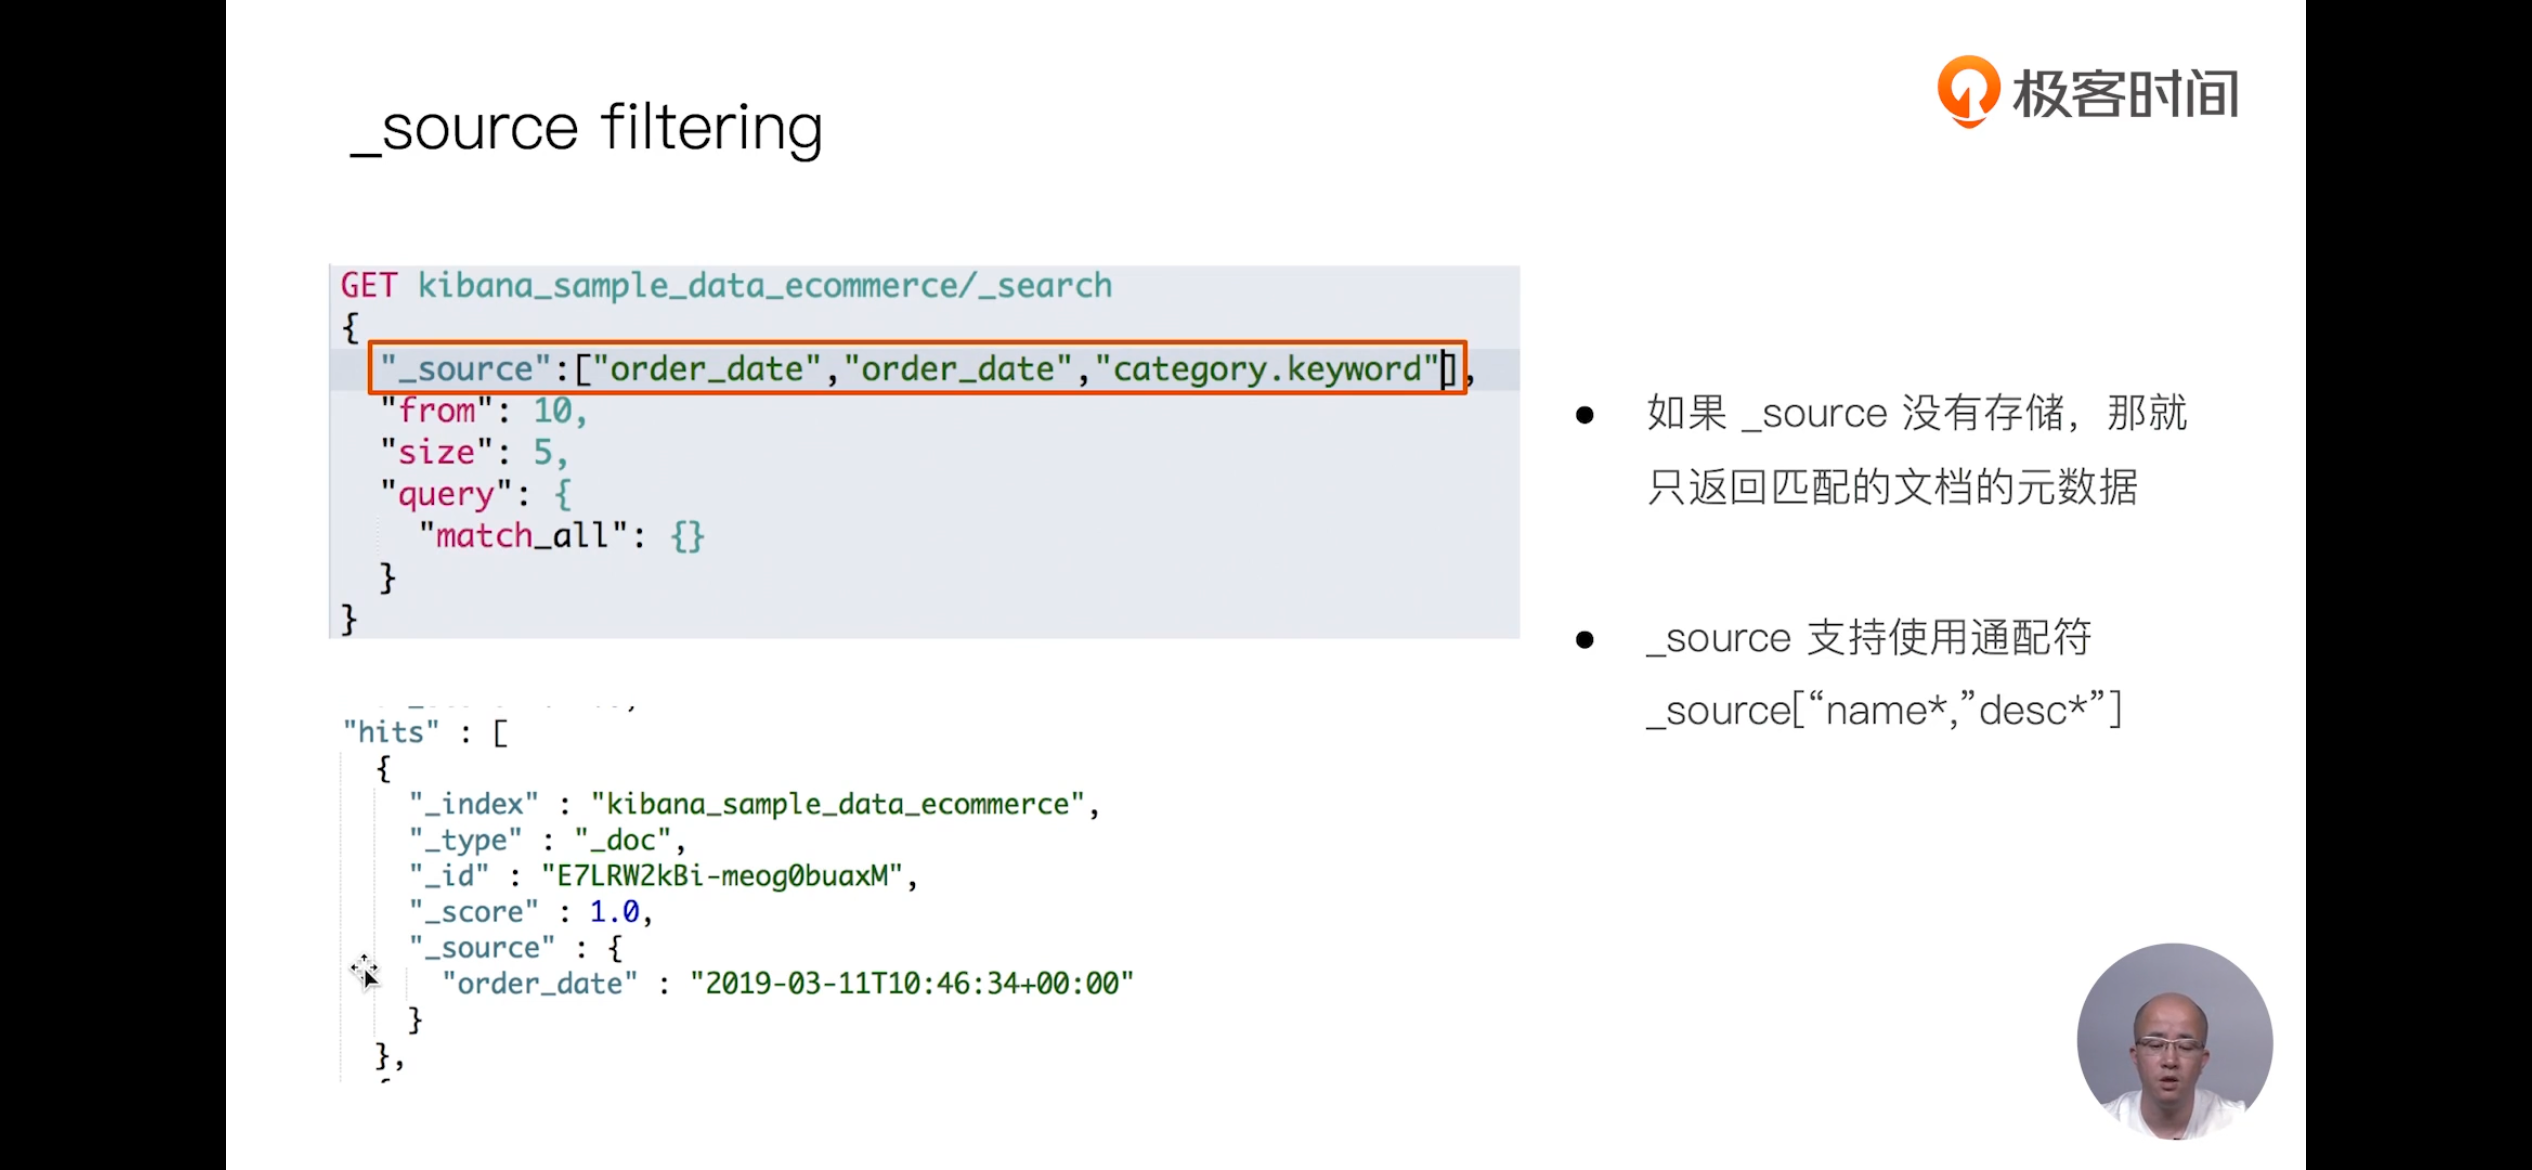 极客时间
_source filtering
GET kibana_sample_data_ecommerce/_search
{
"_source":["order_date","order_date","category.keyword"],
"from": 10,
"size": 5,
"query": {
"match_all": {}
}
}
"hits" : [
{
"_index" : "kibana_sample_data_ecommerce",
"_type" : "_doc",
"_id" : "E7LRW2kBi-meog0buaxM",
"_score" : 1.0,
"_source" : {
"order_date" : "2019-03-11T10:46:34+00:00"
}
},
● 如果 _source 没有存储，那就
只返回匹配的文档的元数据
● _source 支持使用通配符
_source[“name*,”desc*”]